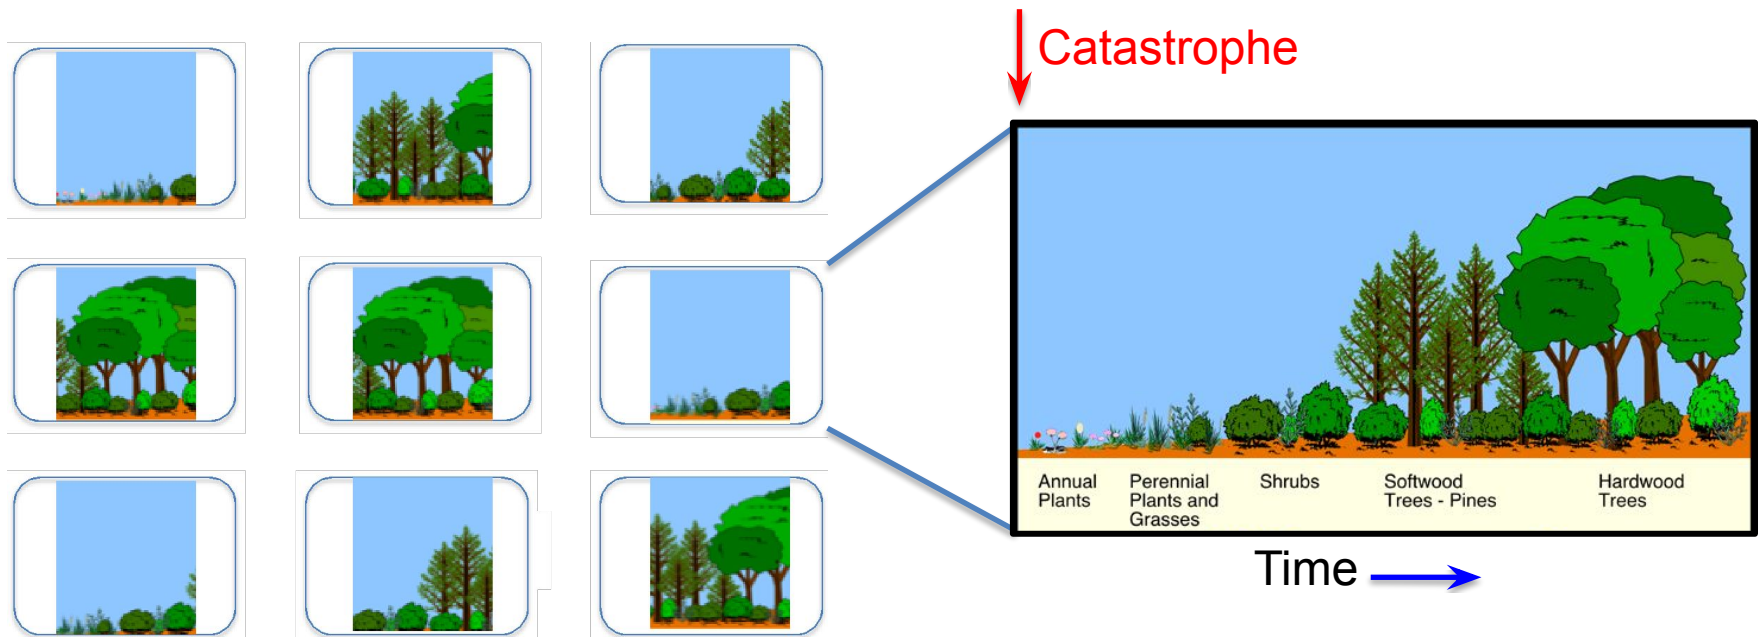 Catastrophe
Annual
Plants
Perennial
Plants and
Grasses
Shrubs
Softwood
Trees - Pines
Hardwood
Trees
Time